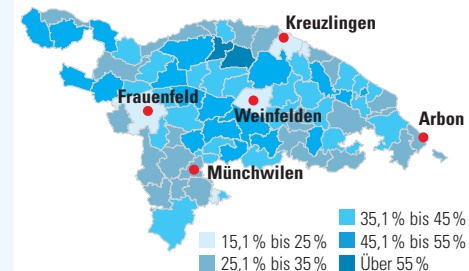 Kreuzlingen
Frauenfeld
Weinfelden
Arbon
Münchwilen
35,1 % bis 45 %
15,1 % bis 25 %
45,1 % bis 55 %
25,1 % bis 35 %
Über 55 %